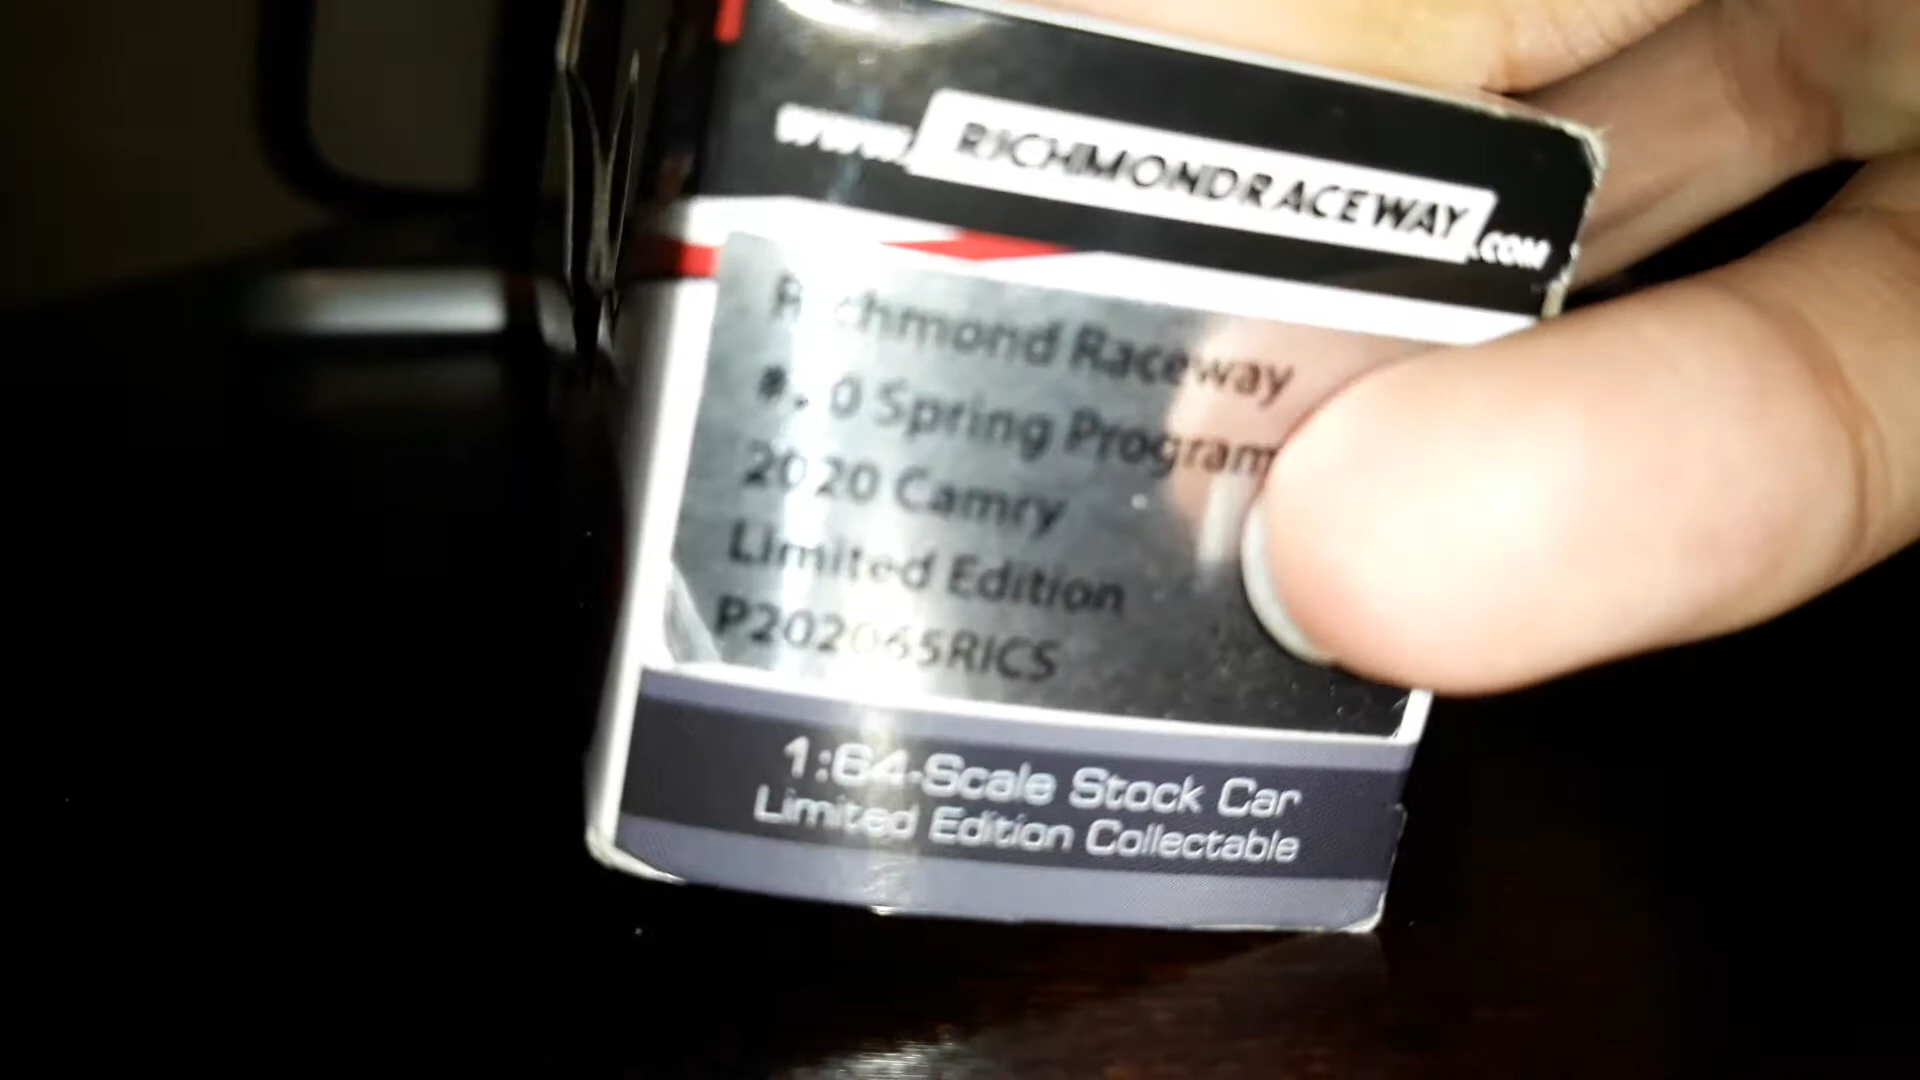 www.RICHMONDRACEWAY.COM
Richmond Raceway
Spring Program
2020 Camry
Limited Edition
P202065RICS
1:64-Scale Stock Car
Limited Edition Collectable